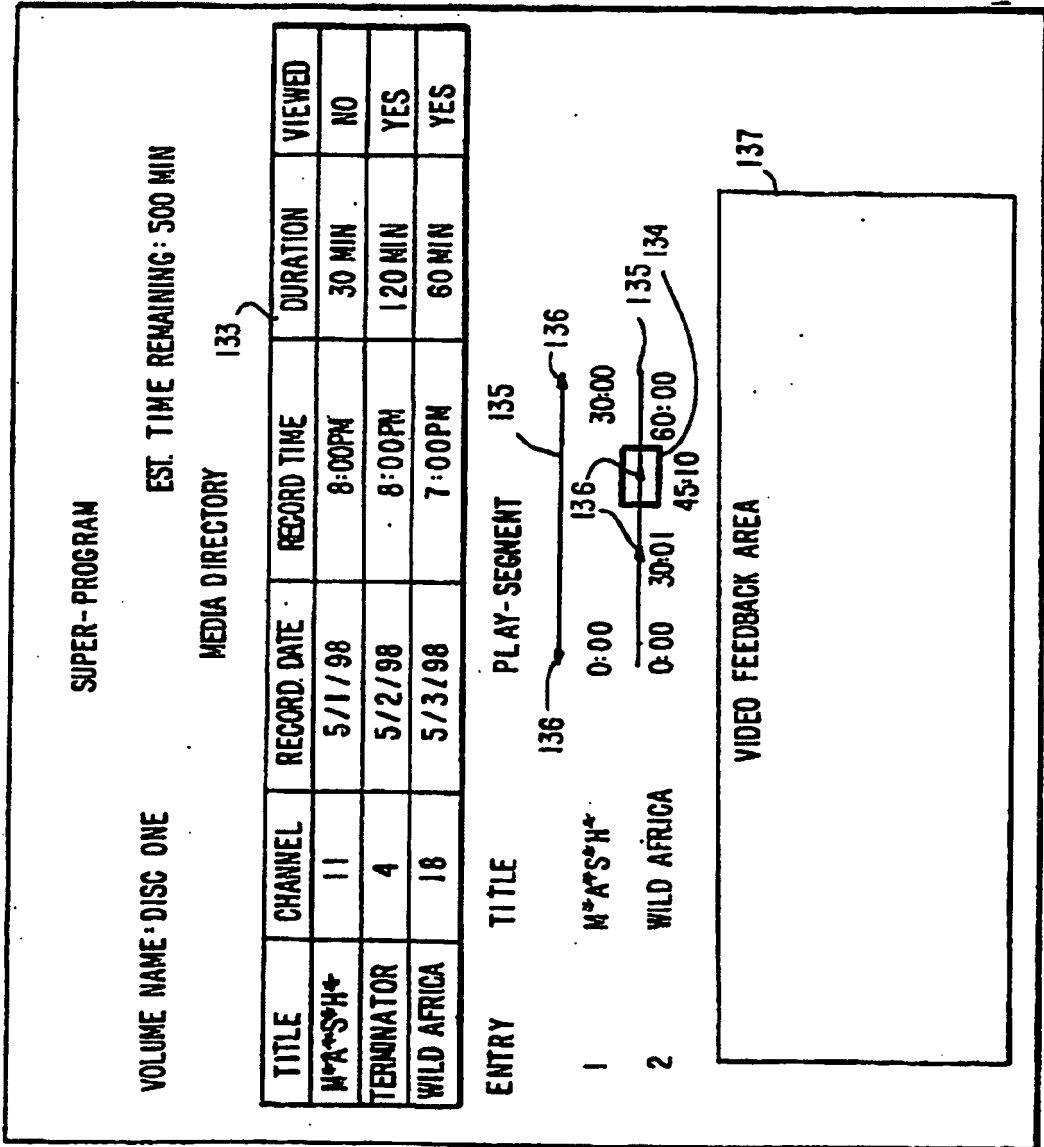 SUPER-PROGRAM
VOLUME NAME: DISC ONE EST. TIME REMAINING: 500 MIN
MEDIA DIRECTORY
133
TITLE CHANNEL RECORD. DATE RECORD TIME DURATION VIEWED
M*A*S*H* 11 5/1/98 8:00PM 30 MIN NO
TERMINATOR 4 5/2/98 8:00PM 120 MIN YES
WILD AFRICA 18 5/3/98 7:00PM 60 MIN YES
ENTRY TITLE PLAY-SEGMENT 135
136 136
1 M*A*S*H* 0:00 30:00
136 135 134
2 WILD AFRICA 0:00 30:01 60:00
45:10
137
VIDEO FEEDBACK AREA